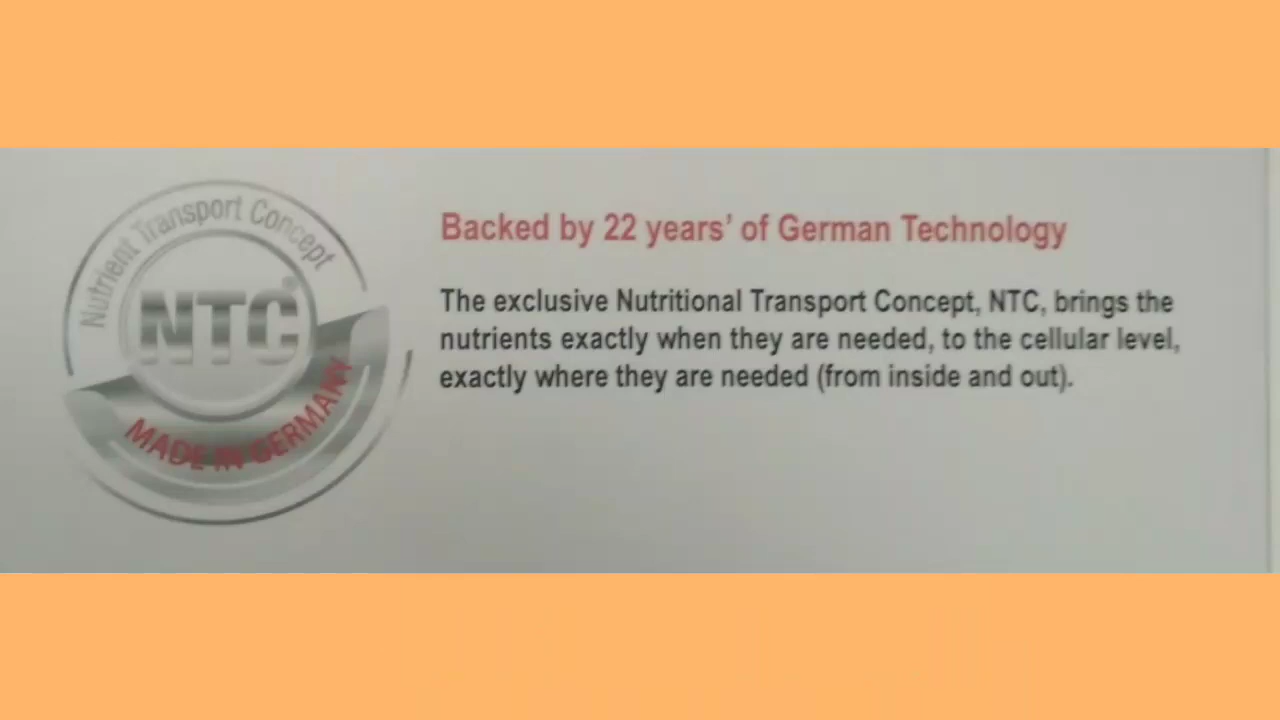 Nutrient Transport Concept
NTC®
MADE IN GERMANY
Backed by 22 years’ of German Technology
The exclusive Nutritional Transport Concept, NTC, brings the
nutrients exactly when they are needed, to the cellular level,
exactly where they are needed (from inside and out).